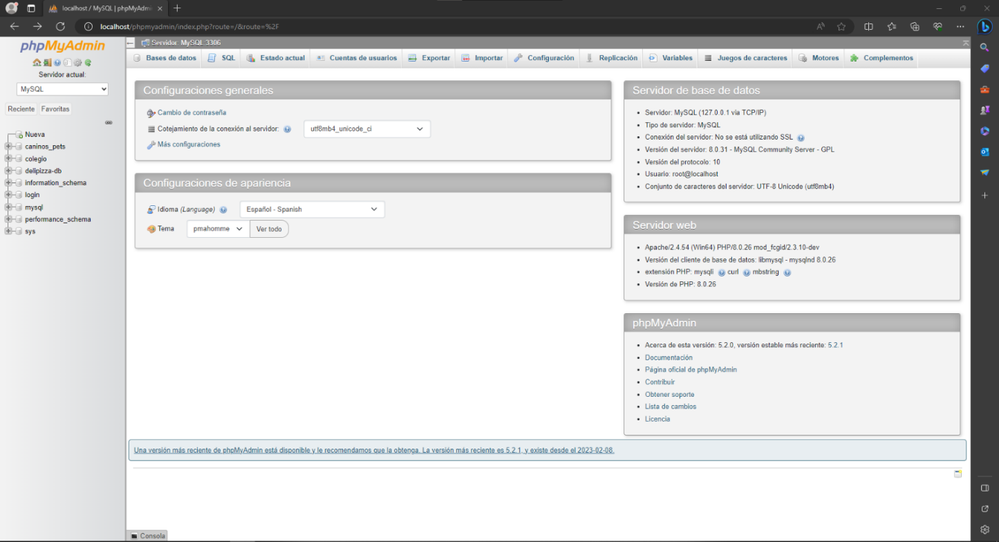 localhost / MySQL | phpMyAdmin
localhost/phpmyadmin/index.php?route=/&route=%2F
phpMyAdmin
Servidor actual:
MySQL
Reciente Favoritas
Nueva
caninos_pets
colegio
delipizza-db
information_schema
login
mysql
performance_schema
sys
Servidor: MySQL:3306
Bases de datos SQL Estado actual Cuentas de usuarios Exportar Importar Configuración Replicación Variables Juegos de caracteres Motores Complementos
Configuraciones generales
Cambio de contraseña
Cotejamiento de la conexión al servidor: utf8mb4_unicode_ci
Más configuraciones
Configuraciones de apariencia
Idioma (Language) Español - Spanish
Tema pmahomme Ver todo
Servidor de base de datos
Servidor: MySQL (127.0.0.1 via TCP/IP)
Tipo de servidor: MySQL
Conexión del servidor: No se está utilizando SSL
Versión del servidor: 8.0.31 - MySQL Community Server - GPL
Versión del protocolo: 10
Usuario: root@localhost
Conjunto de caracteres del servidor: UTF-8 Unicode (utf8mb4)
Servidor web
Apache/2.4.54 (Win64) PHP/8.0.26 mod_fcgid/2.3.10-dev
Versión del cliente de base de datos: libmysql - mysqlnd 8.0.26
extensión PHP: mysqli curl mbstring
Versión de PHP: 8.0.26
phpMyAdmin
Acerca de esta versión: 5.2.0, versión estable más reciente: 5.2.1
Documentación
Página oficial de phpMyAdmin
Contribuir
Obtener soporte
Lista de cambios
Licencia
Una versión más reciente de phpMyAdmin está disponible y le recomendamos que la obtenga. La versión más reciente es 5.2.1, y existe desde el 2023-02-08.
Consola